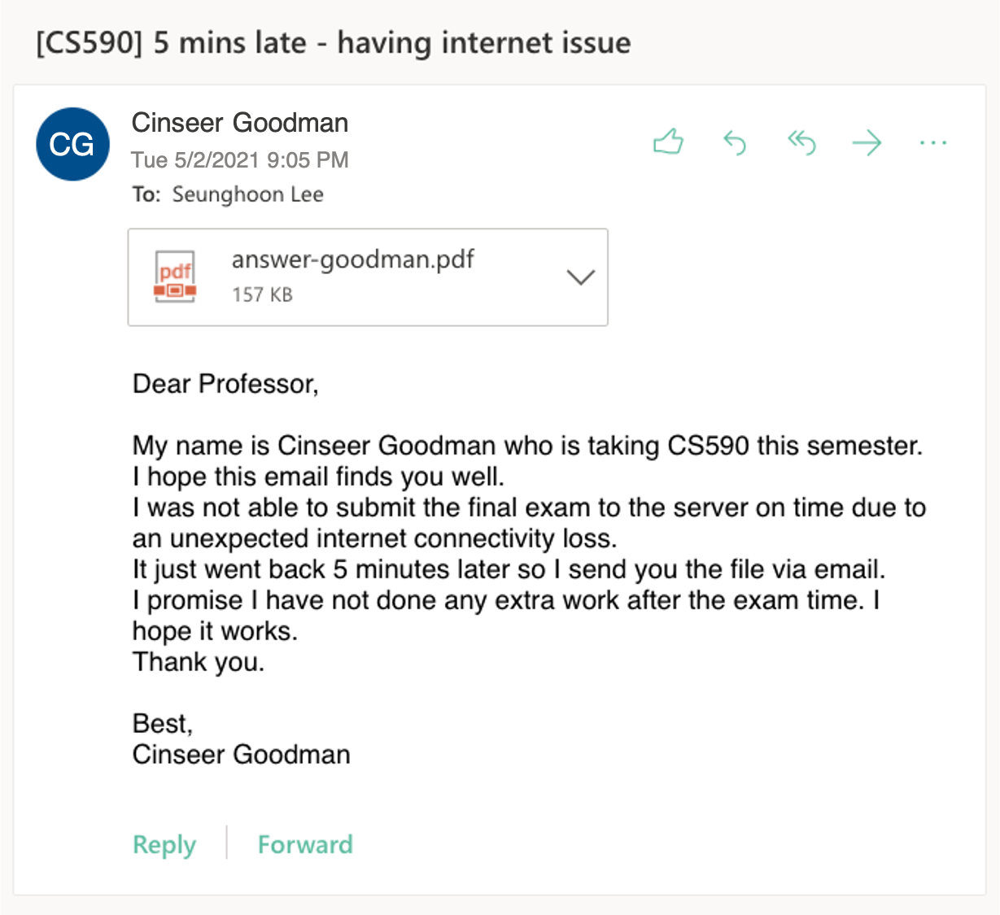 [CS590] 5 mins late - having internet issue
CG
Cinseer Goodman
Tue 5/2/2021 9:05 PM
To: Seunghoon Lee
pdf
answer-goodman.pdf
157 KB
Dear Professor,
My name is Cinseer Goodman who is taking CS590 this semester.
I hope this email finds you well.
I was not able to submit the final exam to the server on time due to
an unexpected internet connectivity loss.
It just went back 5 minutes later so I send you the file via email.
I promise I have not done any extra work after the exam time. I
hope it works.
Thank you.
Best,
Cinseer Goodman
Reply
Forward